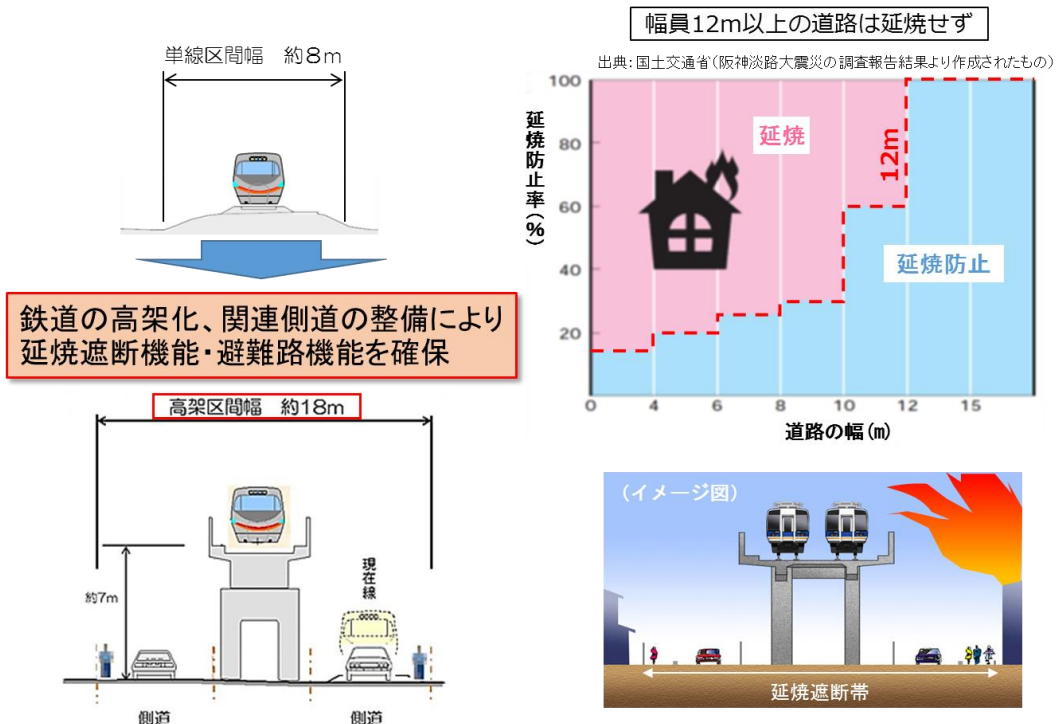 単線区間幅　約8m
鉄道の高架化、関連側道の整備により
延焼遮断機能・避難路機能を確保
高架区間幅　約18m
約7m
現在線
側道
側道
幅員12m以上の道路は延焼せず
出典：国土交通省（阪神淡路大震災の調査報告結果より作成されたもの）
延焼防止率（%）
100
80
60
40
20
延焼
12m
延焼防止
0 4 6 8 10 12 15
道路の幅（m）
（イメージ図）
延焼遮断帯